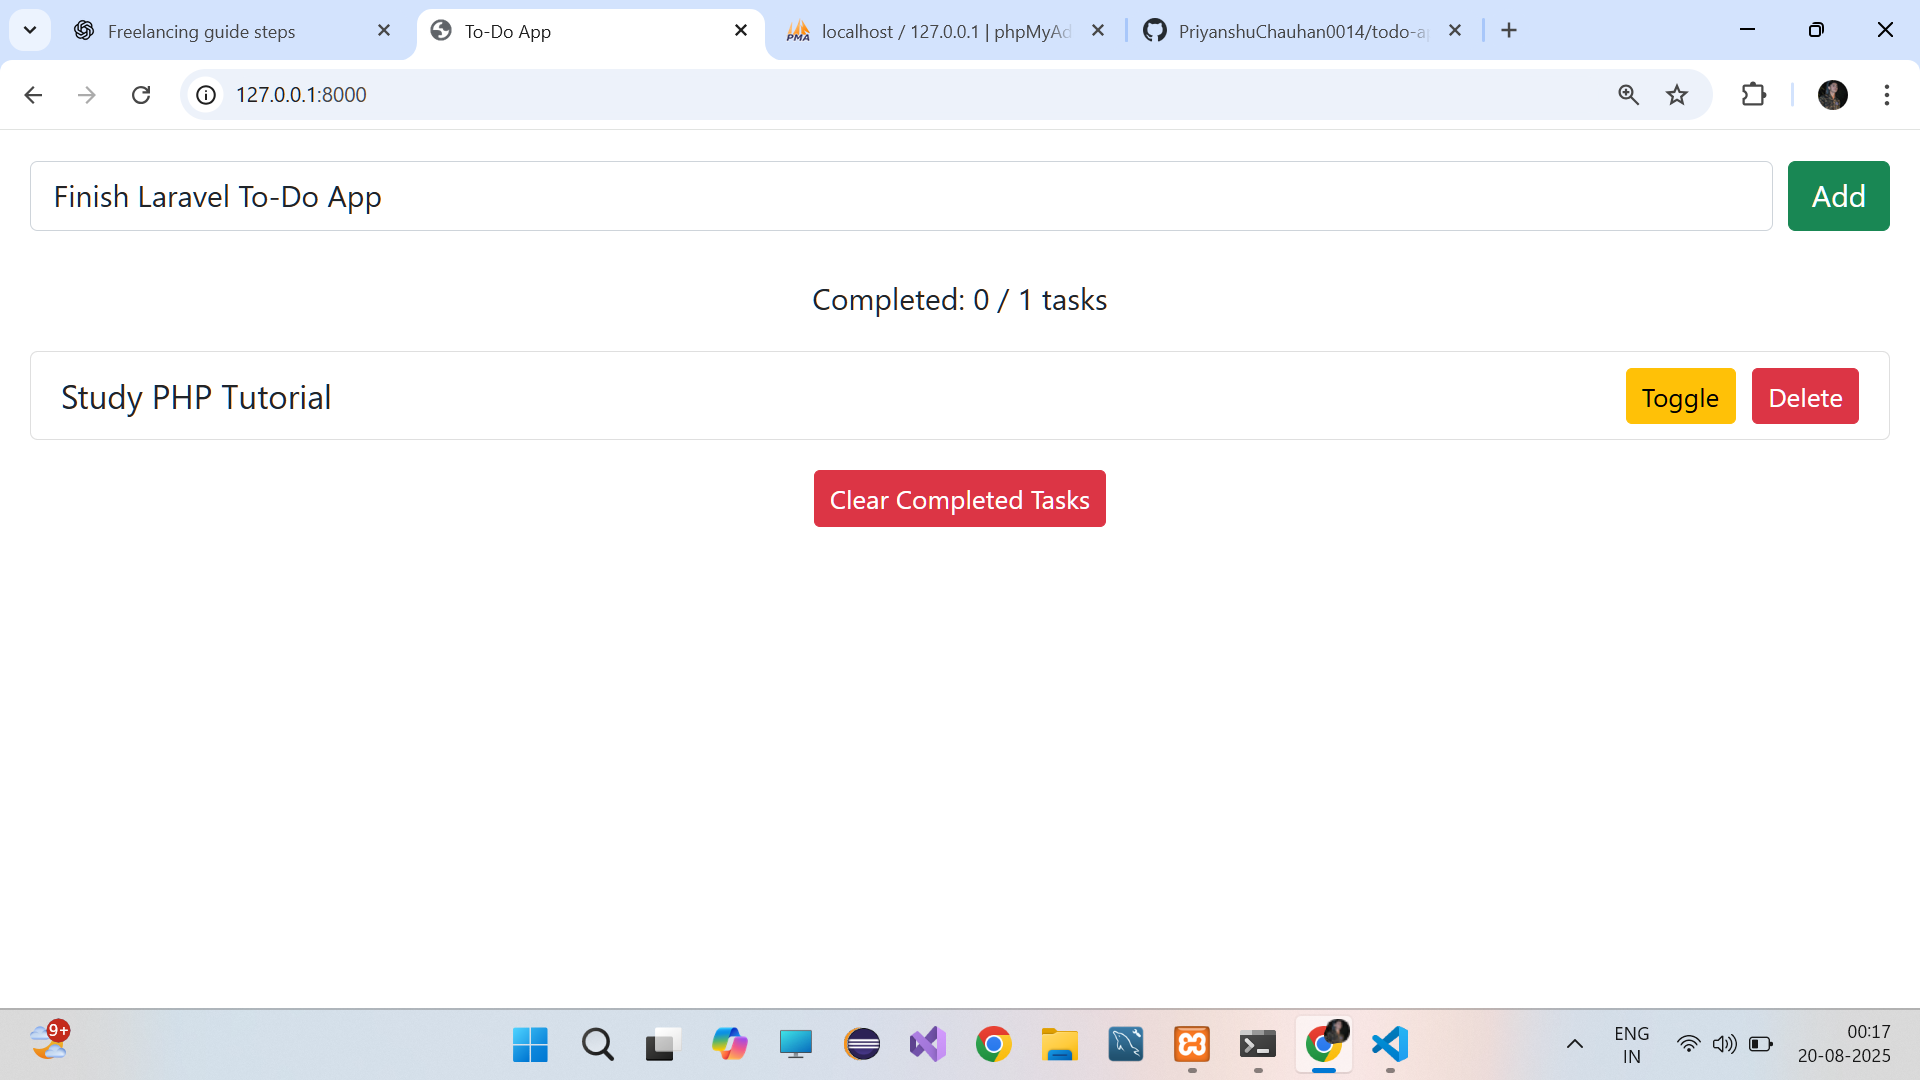 Freelancing guide steps
To-Do App
localhost / 127.0.0.1 | phpMyAd
PriyanshuChauhan0014/todo-a
127.0.0.1:8000
Finish Laravel To-Do App
Add
Completed: 0 / 1 tasks
Study PHP Tutorial
Toggle
Delete
Clear Completed Tasks
9+
ENG
IN
00:17
20-08-2025
PMA